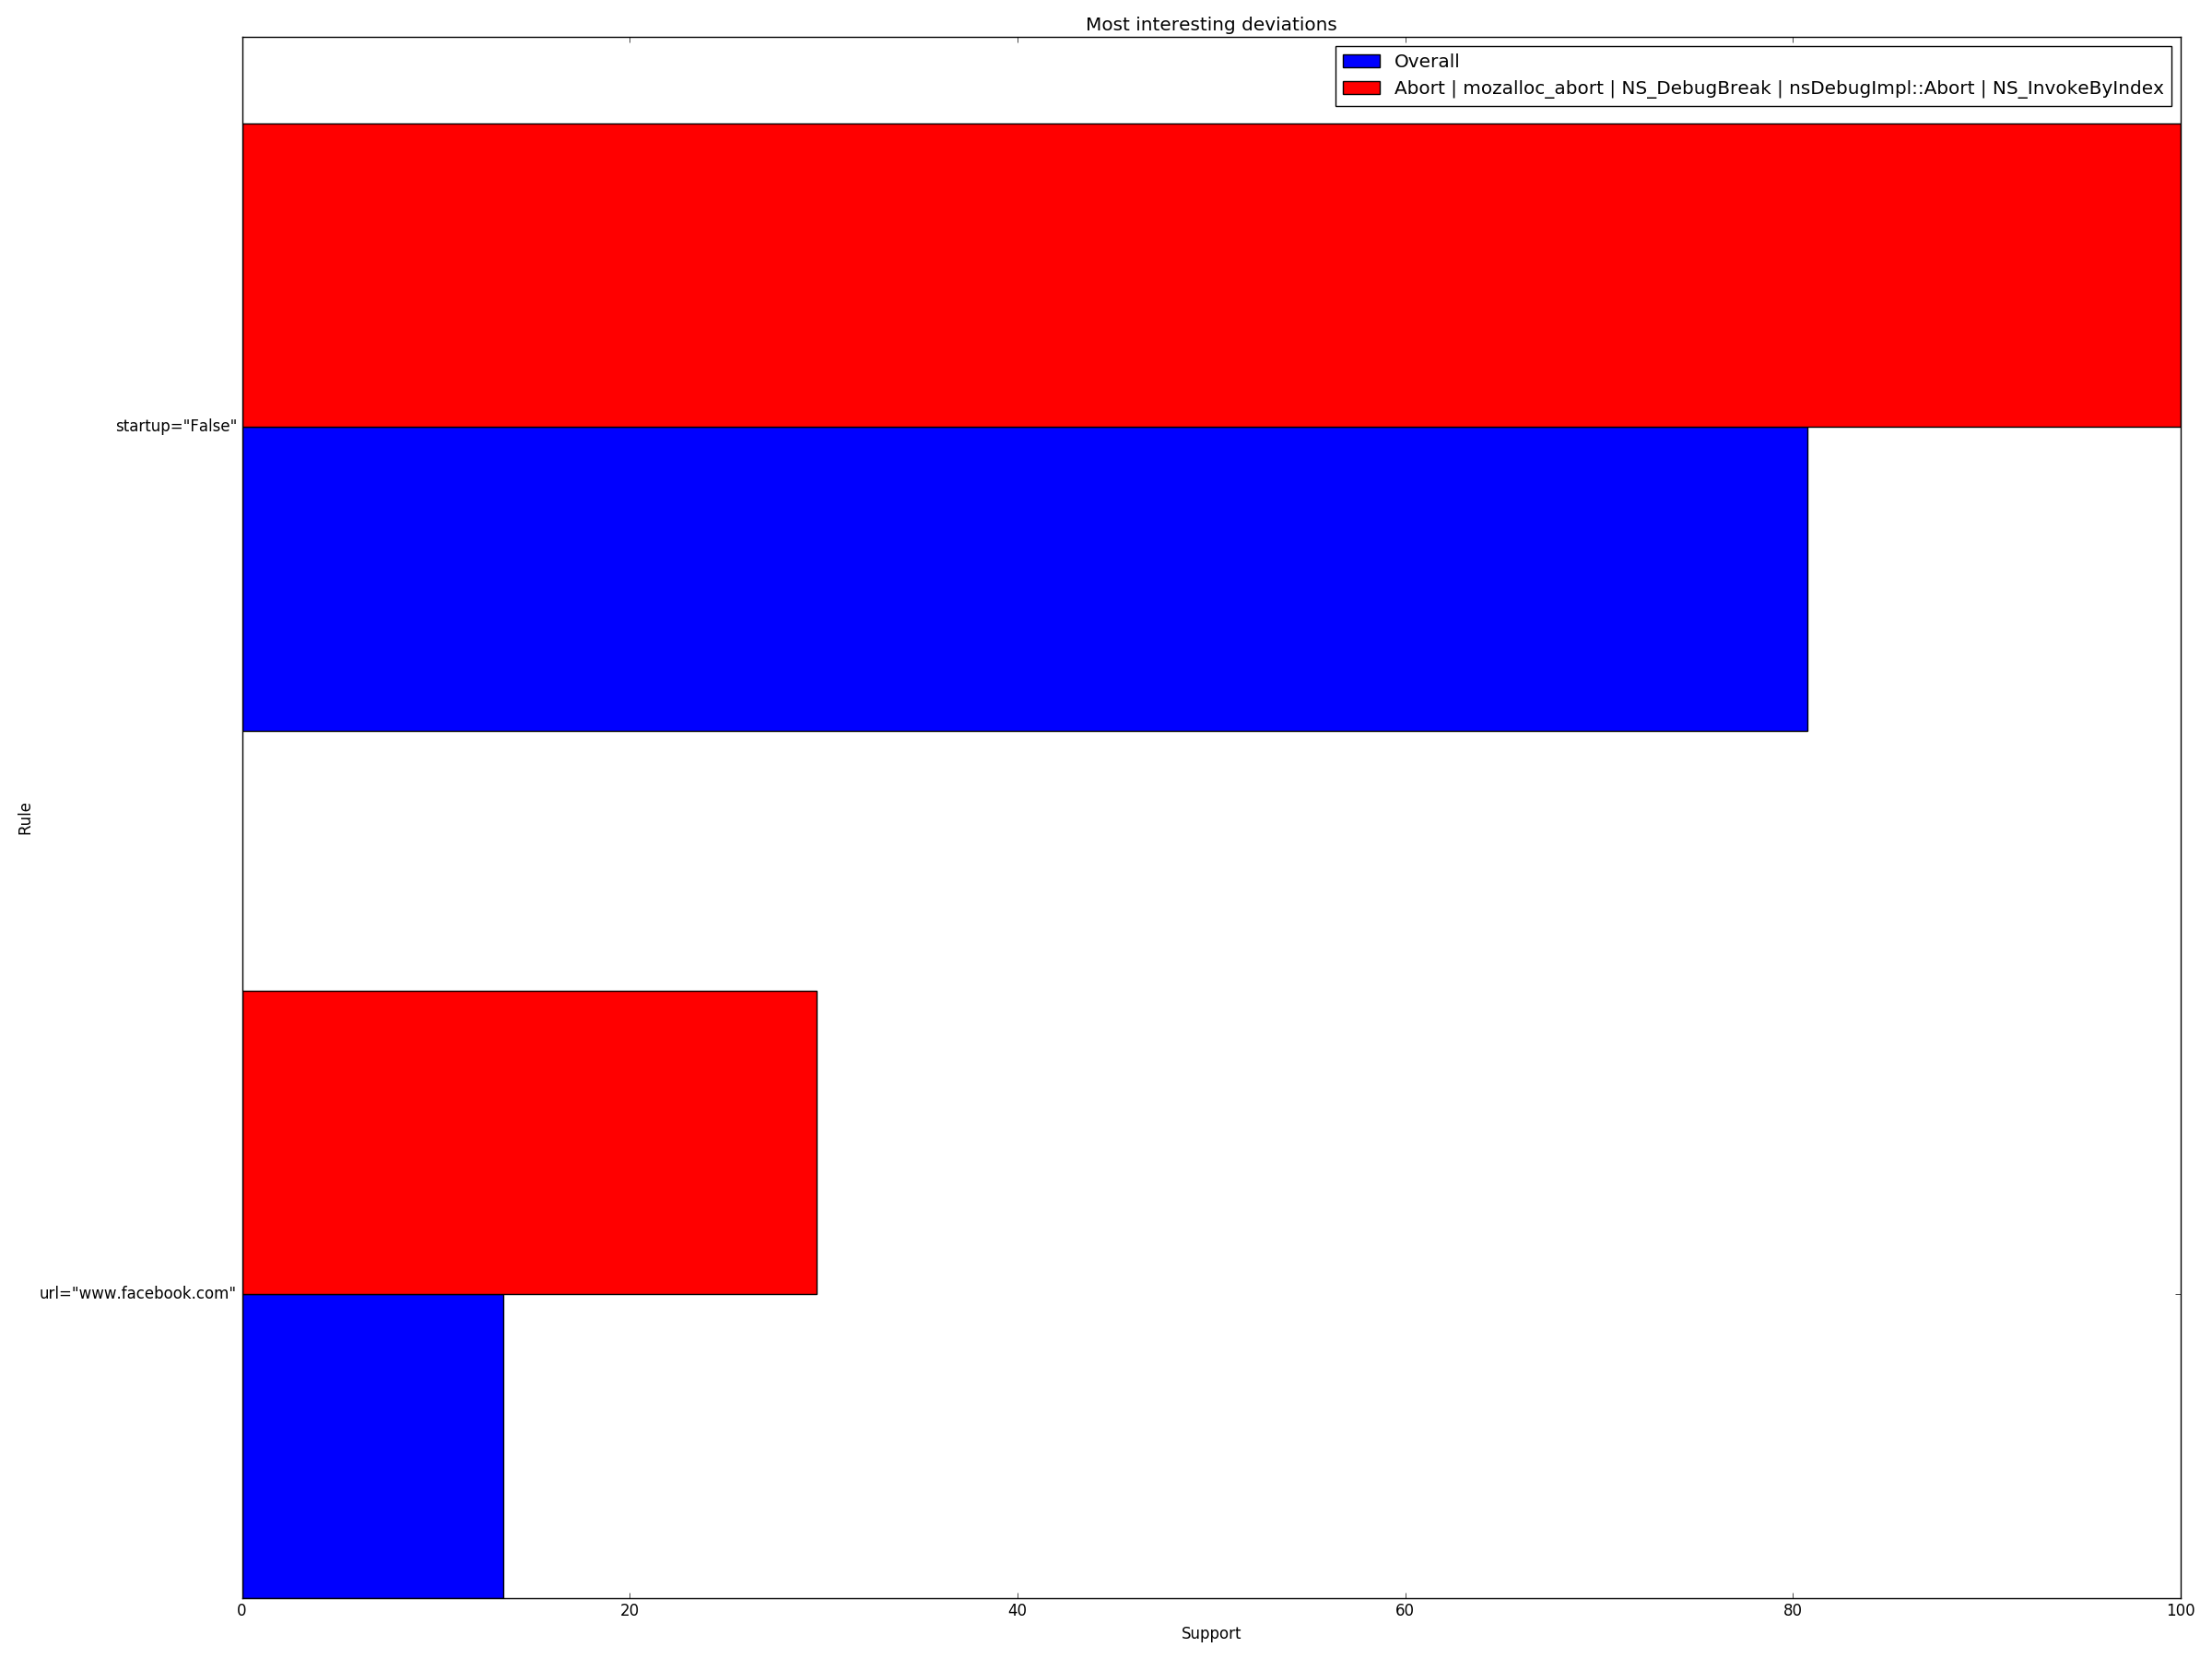 Most interesting deviations
Overall
Abort | mozalloc_abort | NS_DebugBreak | nsDebugImpl::Abort | NS_InvokeByIndex
startup="False"
Rule
url="www.facebook.com"
0 20 40 60 80 100
Support